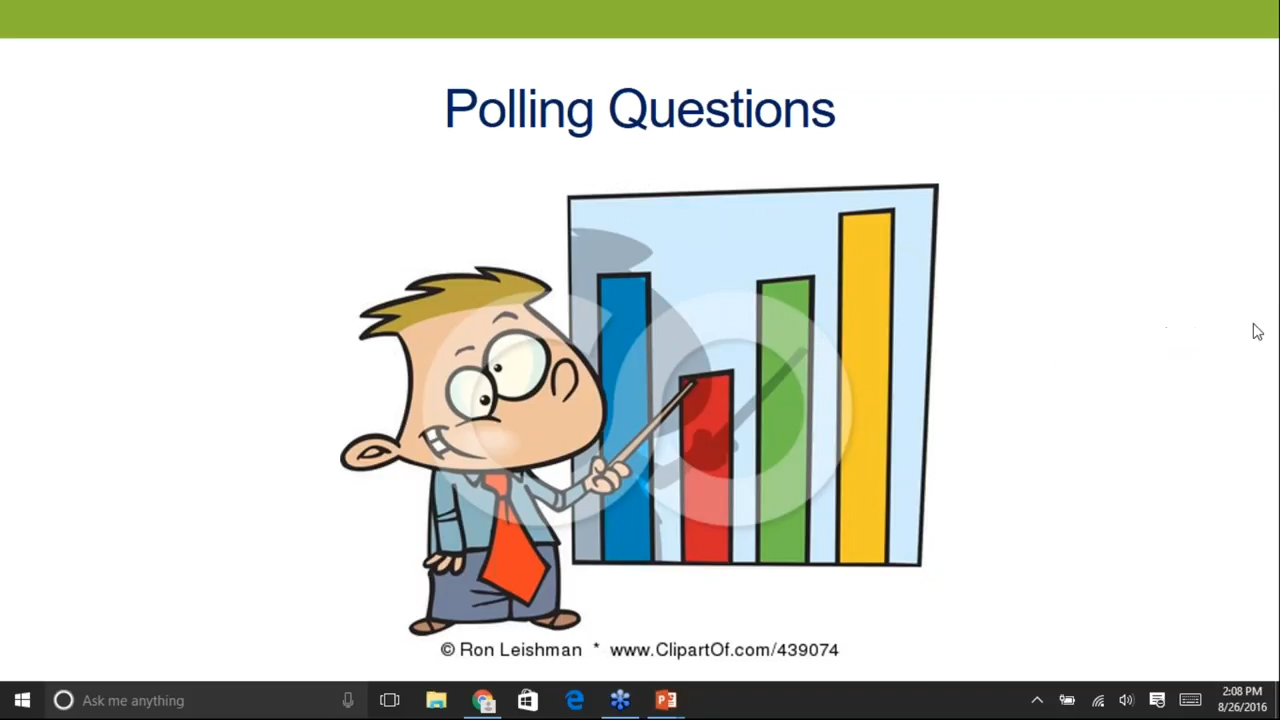 Polling Questions
© Ron Leishman * www.ClipartOf.com/439074
Ask me anything
2:08 PM
8/26/2016